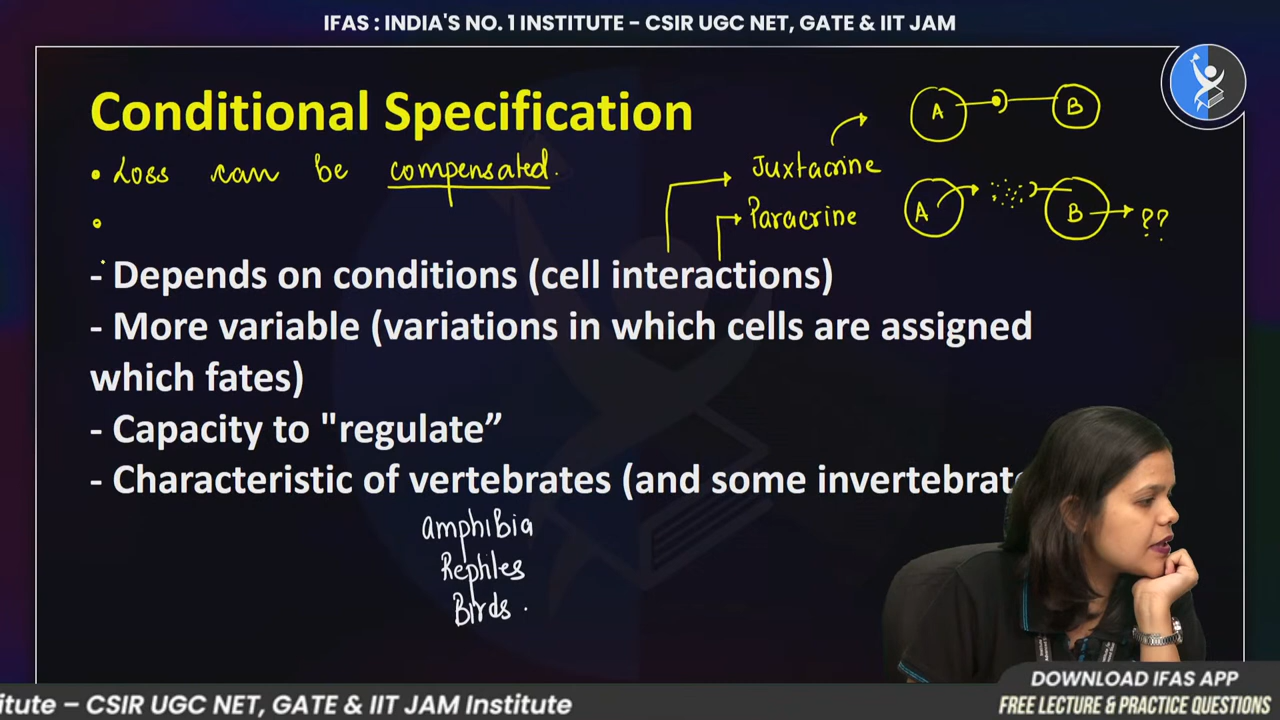 IFAS : INDIA'S NO. 1 INSTITUTE - CSIR UGC NET, GATE & IIT JAM
Conditional Specification
A
B
• Loss can be compensated.
Juxtacrine
Paracrine
A
B
??
- Depends on conditions (cell interactions)
- More variable (variations in which cells are assigned
which fates)
- Capacity to "regulate”
- Characteristic of vertebrates (and some invertebrat
Amphibia
Reptiles
Birds
DOWNLOAD IFAS APP
FREE LECTURE & PRACTICE QUESTIONS
itute – CSIR UGC NET, GATE & IIT JAM Institute